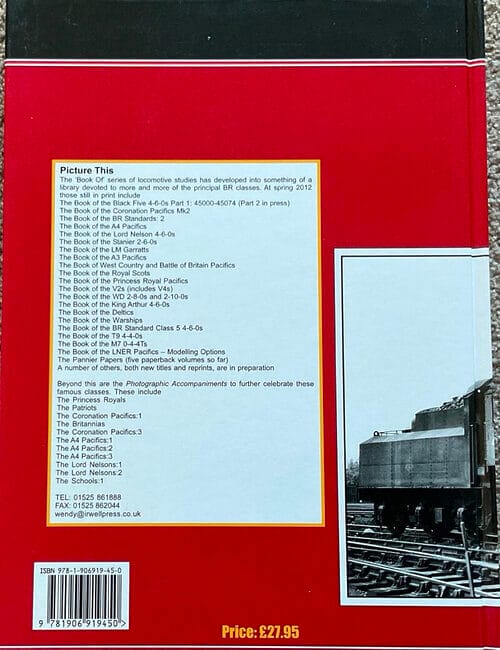 Picture This
The 'Book Of' series of locomotive studies has developed into something of a
library devoted to more and more of the principal BR classes. At spring 2012
those still in print include
The Book of the Black Five 4-6-0s Part 1: 45000-45074 (Part 2 in press)
The Book of the Coronation Pacifics Mk2
The Book of the BR Standards: 2
The Book of the A4 Pacifics
The Book of the Lord Nelson 4-6-0s
The Book of the Stanier 2-6-0s
The Book of the LM Garratts
The Book of the A3 Pacifics
The Book of West Country and Battle of Britain Pacifics
The Book of the Royal Scots
The Book of the Princess Royal Pacifics
The Book of the V2s (includes V4s)
The Book of the WD 2-8-0s and 2-10-0s
The Book of the King Arthur 4-6-0s
The Book of the Deltics
The Book of the Warships
The Book of the BR Standard Class 5 4-6-0s
The Book of the T9 4-4-0s
The Book of the M7 0-4-4Ts
The Book of the LNER Pacifics – Modelling Options
The Pannier Papers (five paperback volumes so far)
A number of others, both new titles and reprints, are in preparation
Beyond this are the Photographic Accompaniments to further celebrate these
famous classes. These include
The Princess Royals
The Patriots
The Coronation Pacifics:1
The Britannias
The Coronation Pacifics:3
The A4 Pacifics:1
The A4 Pacifics:2
The A4 Pacifics:3
The Lord Nelsons:1
The Lord Nelsons:2
The Schools:1
TEL: 01525 861888
FAX: 01525 862044
wendy@irwellpress.co.uk
ISBN 978-1-906919-45-0
9 781906 919450 >
Price: £27.95